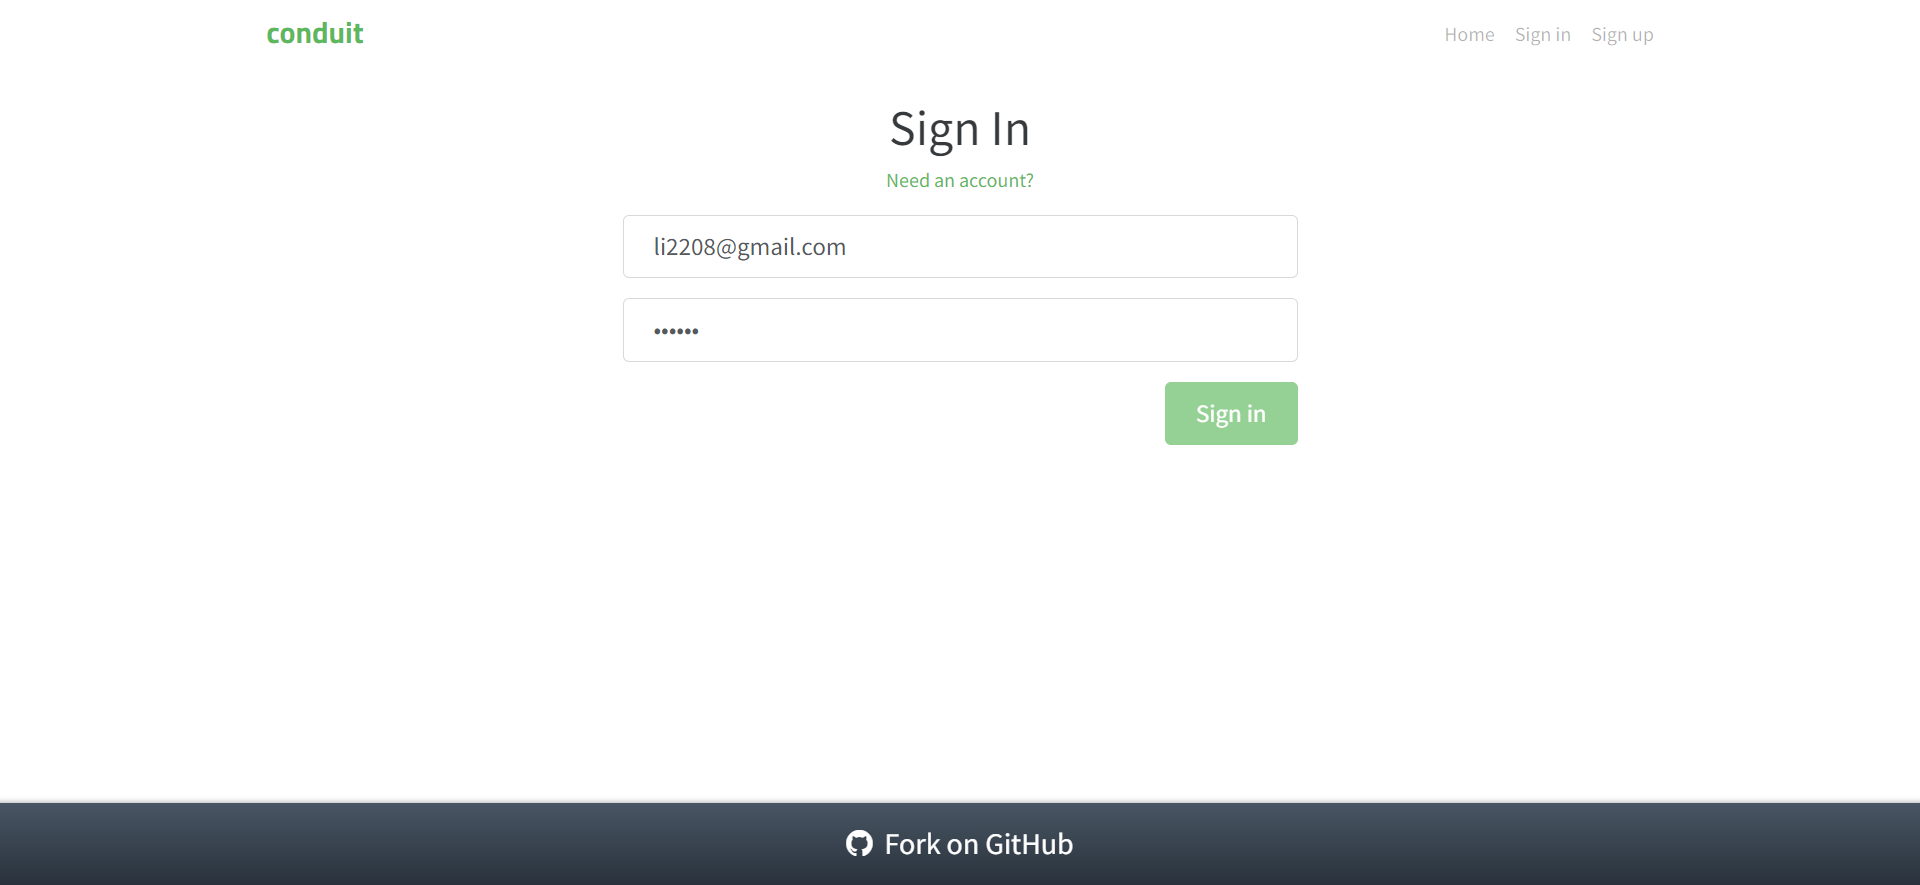 conduit
Home Sign in Sign up
Sign In
Need an account?
li2208@gmail.com
••••••
Sign in
Fork on GitHub